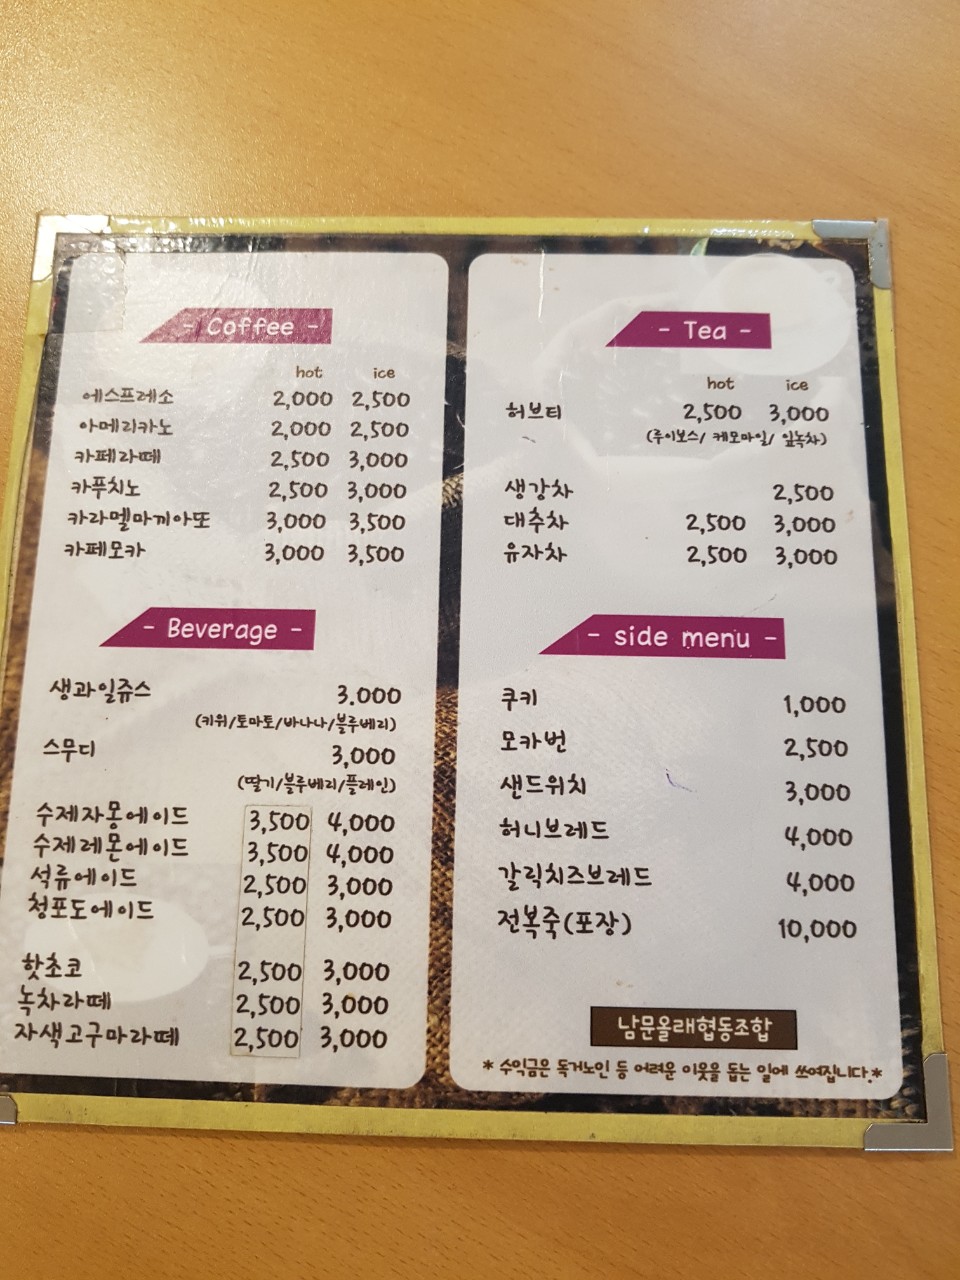 - Coffee -
hot ice
에스프레소 2,000 2,500
아메리카노 2,000 2,500
카페라떼 2,500 3,000
카푸치노 2,500 3,000
카라멜마끼아또 3,000 3,500
카페모카 3,000 3,500
- Beverage -
생과일쥬스 3.000
(키위/토마토/바나나/블루베리)
스무디 3,000
(딸기/블루베리/플레인)
수제자몽에이드 3,500 4,000
수제레몬에이드 3,500 4,000
석류에이드 2,500 3,000
청포도에이드 2,500 3,000
핫초코 2,500 3,000
녹차라떼 2,500 3,000
자색고구마라떼 2,500 3,000
- Tea -
hot ice
허브티 2,500 3,000
(루이보스/ 케모마일/ 잎녹차)
생강차 2,500
대추차 2,500 3,000
유자차 2,500 3,000
- side menu -
쿠키 1,000
모카번 2,500
샌드위치 3,000
허니브레드 4,000
갈릭치즈브레드 4,000
전복죽(포장) 10,000
남문올래협동조합
* 수익금은 독거노인 등 어려운 이웃을 돕는 일에 쓰여집니다.*